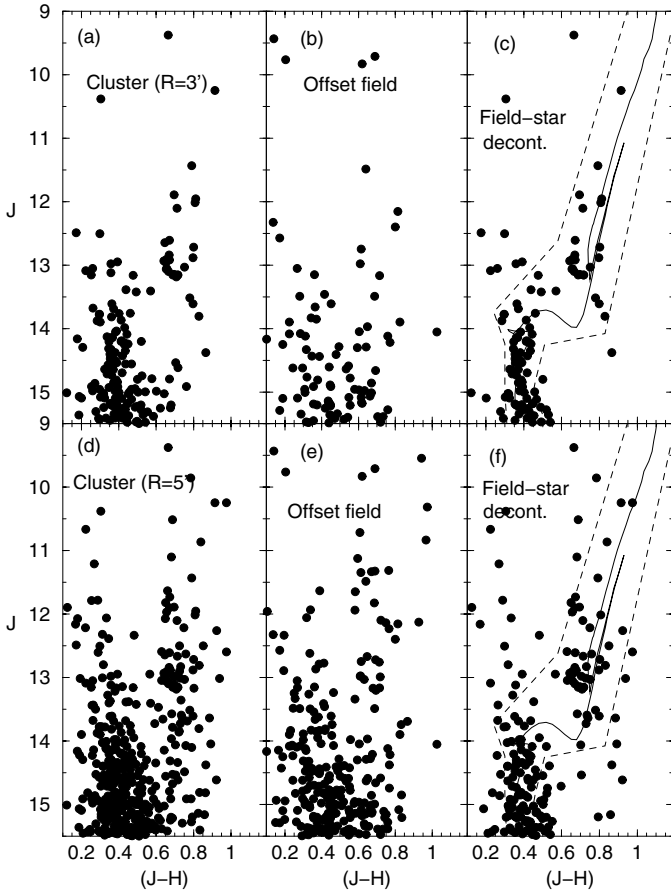 (a)
Cluster (R=3')
(b)
Offset field
(c)
Field−star
decont.
9
10
11
12
13
14
15
J
9
(d)
Cluster (R=5')
(e)
Offset field
(f)
Field−star
decont.
10
11
12
13
14
15
J
0.2 0.4 0.6 0.8 1
0.2 0.4 0.6 0.8 1
0.2 0.4 0.6 0.8 1
(J−H)
(J−H)
(J−H)